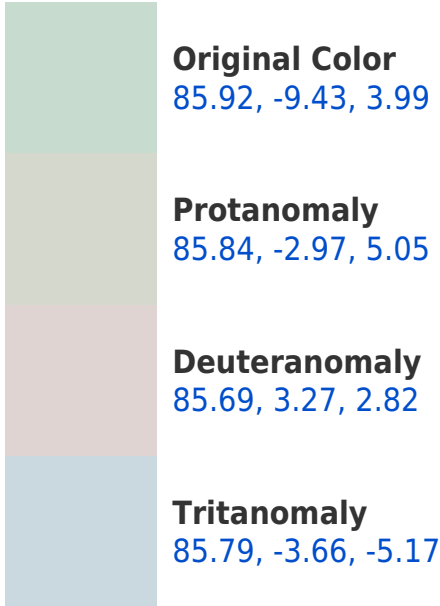 Original Color
85.92, -9.43, 3.99
Protanomaly
85.84, -2.97, 5.05
Deuteranomaly
85.69, 3.27, 2.82
Tritanomaly
85.79, -3.66, -5.17